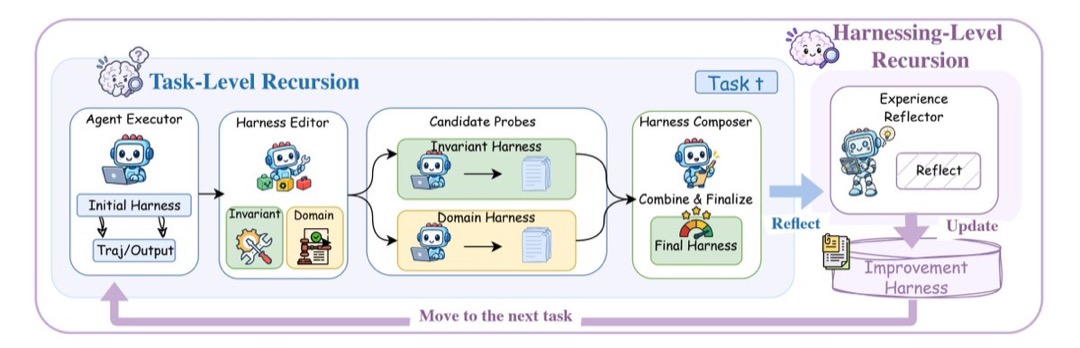 Harnessing-Level
Recursion
Task-Level Recursion
Task t
Agent Executor
Initial Harness
Traj/Output
Harness Editor
Invariant
Domain
Candidate Probes
Invariant Harness
Domain Harness
Harness Composer
Combine & Finalize
Final Harness
Reflect
Experience
Reflector
Reflect
Update
Improvement
Harness
Move to the next task